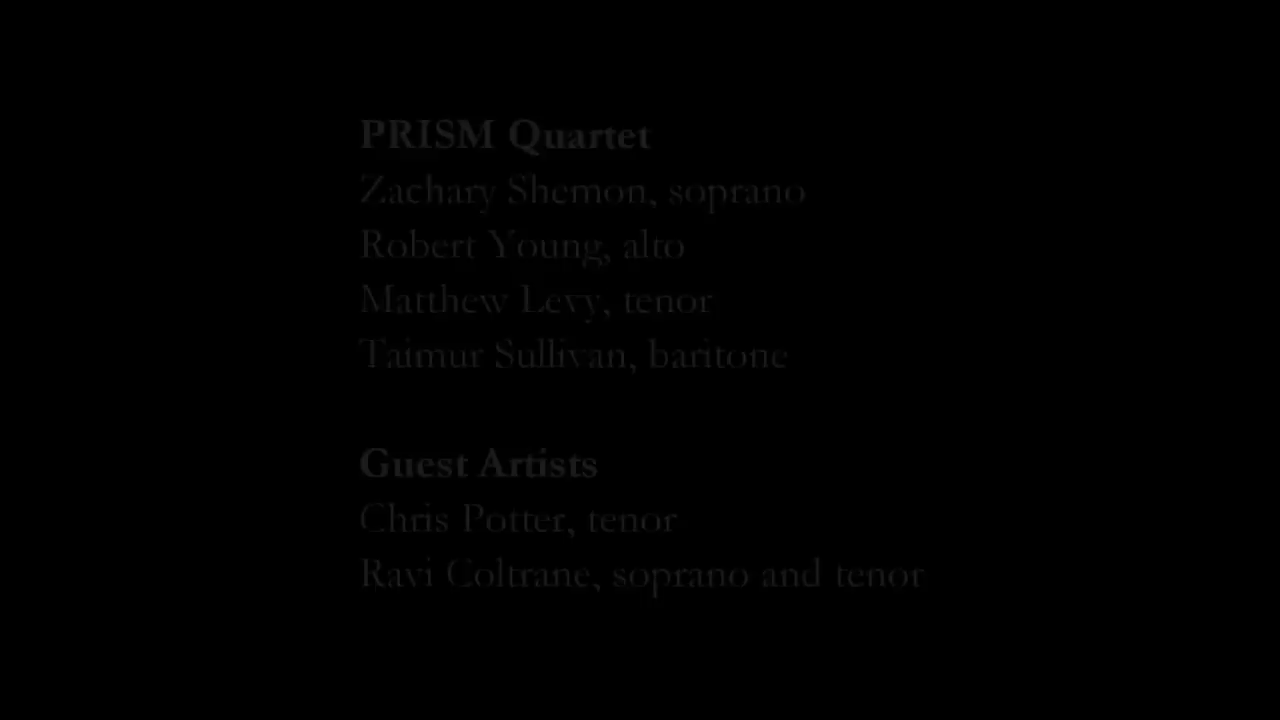 PRISM Quartet
Zachary Shemon, soprano
Robert Young, alto
Matthew Levy, tenor
Taimur Sullivan, baritone
Guest Artists
Chris Potter, tenor
Ravi Coltrane, soprano and tenor